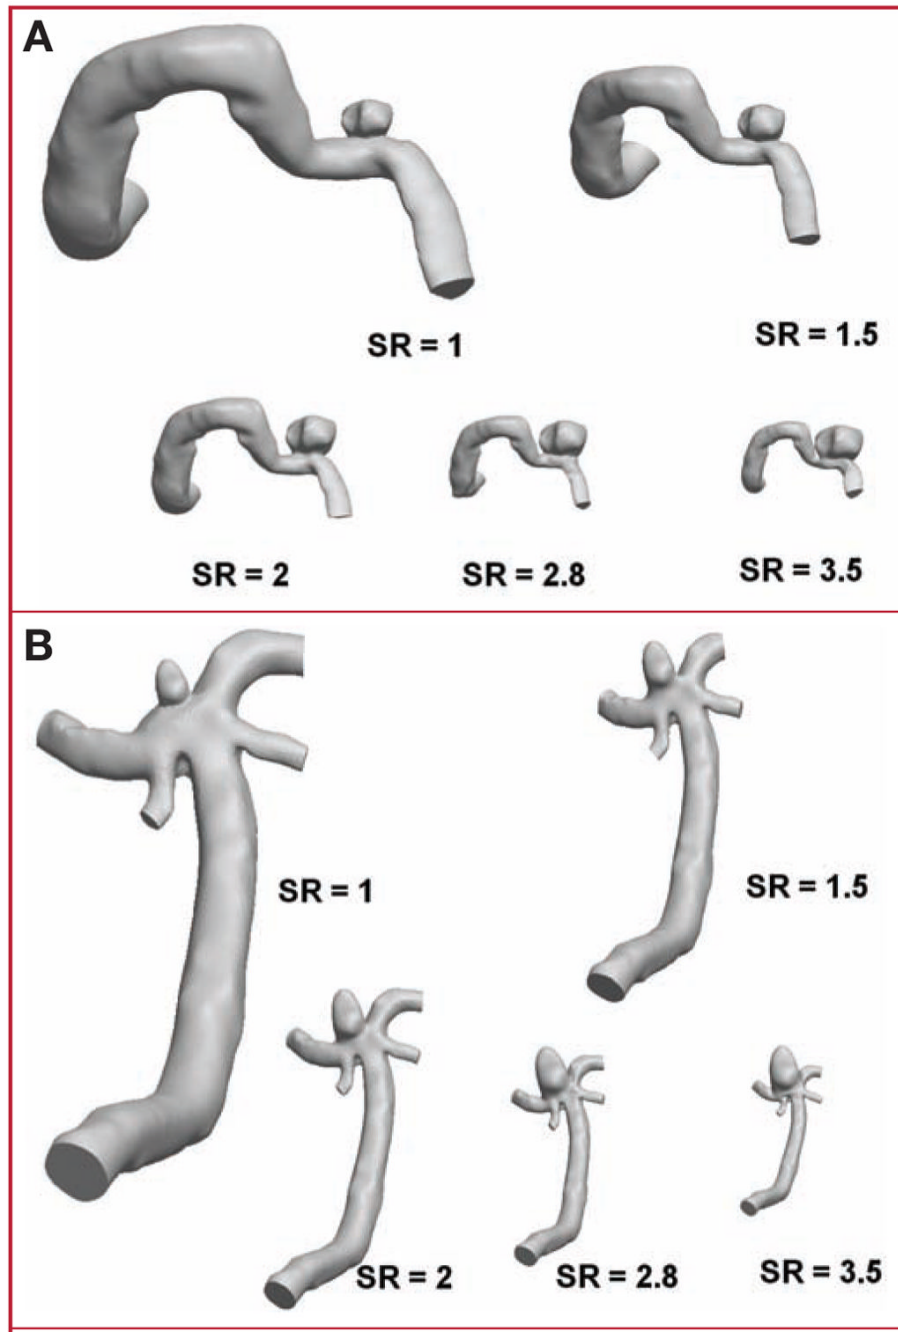 A
SR = 1
SR = 1.5
SR = 2
SR = 2.8
SR = 3.5
B
SR = 1
SR = 1.5
SR = 2
SR = 2.8
SR = 3.5